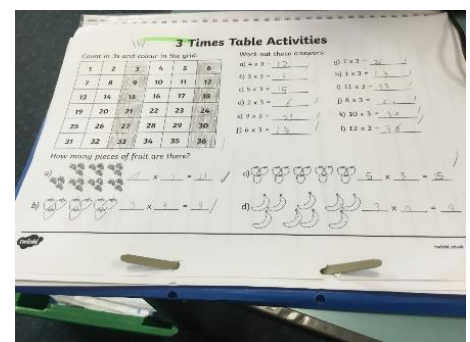 3 Times Table Activities
Count in 3s and colour in the grid.
1 2 3 4 5 6
7 8 9 10 11 12
13 14 15 16 17 18
19 20 21 22 23 24
25 26 27 28 29 30
31 32 33 34 35 36
Work out these answers:
a) 4 x 3 = 12
b) 3 x 3 =
c) 5 x 3 = 15
d) 2 x 3 = 6
e) 9 x 3 =
f) 6 x 3 =
g) 7 x 3 =
h) 1 x 3 =
i) 11 x 3 = 33
j) 8 x 3 =
k) 10 x 3 =
l) 12 x 3 = 36
How many pieces of fruit are there?
a) x = 21
b) 3 x 3 = 9
c) 5 x 3 = 15
d) 3 x =
twinkl
twinkl.co.uk